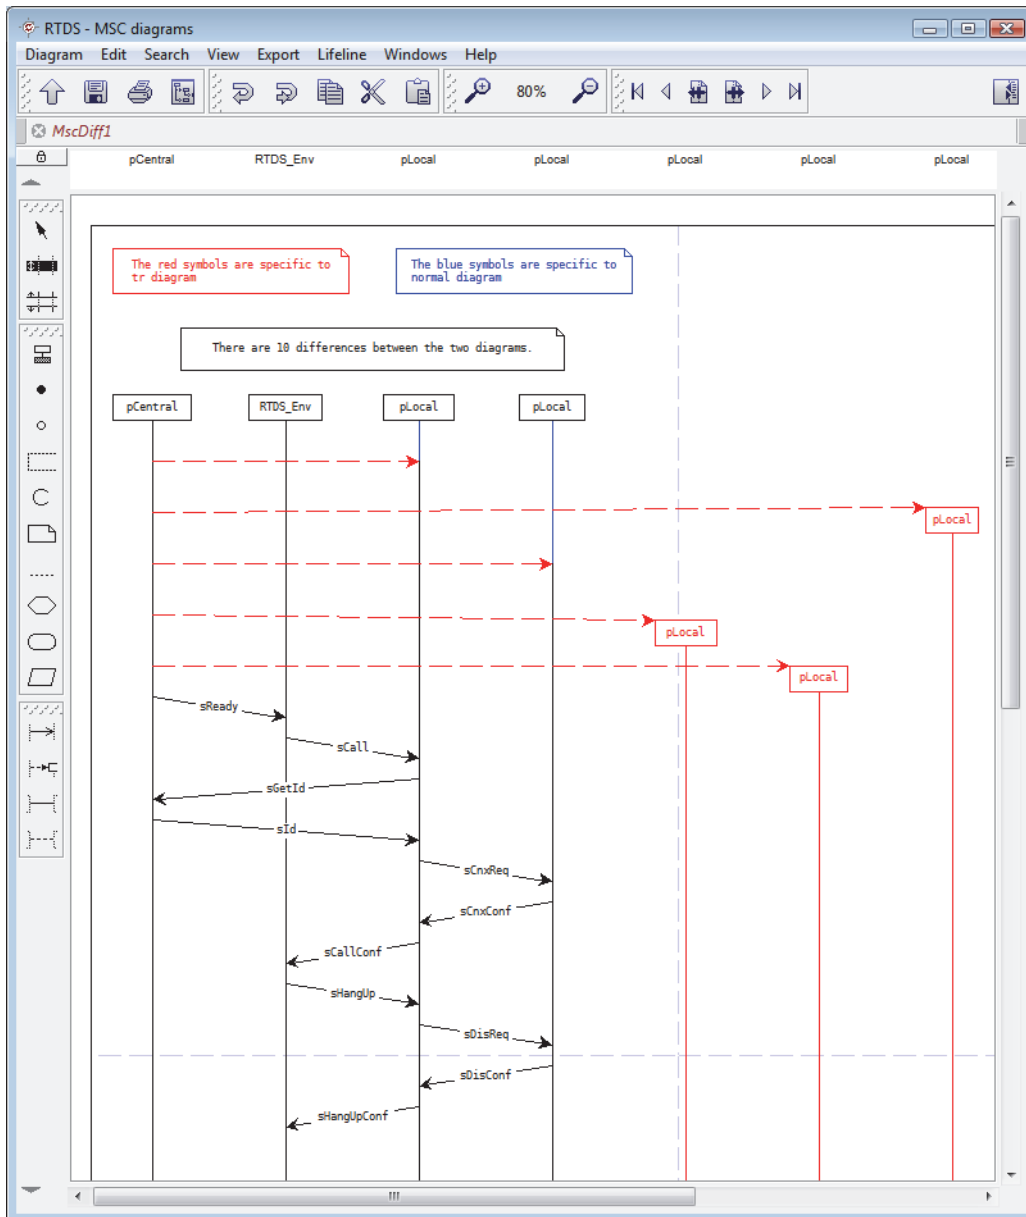 RTDS - MSC diagrams
Diagram Edit Search View Export Lifeline Windows Help
80%
MscDiff1
pCentral RTDS_Env pLocal pLocal pLocal pLocal pLocal
The red symbols are specific to
tr diagram
The blue symbols are specific to
normal diagram
There are 10 differences between the two diagrams.
pCentral RTDS_Env pLocal pLocal
pLocal
pLocal
pLocal
sReady
sCall
sGetId
sId
sCnxReq
sCnxConf
sCallConf
sHangUp
sDisReq
sDisConf
sHangUpConf